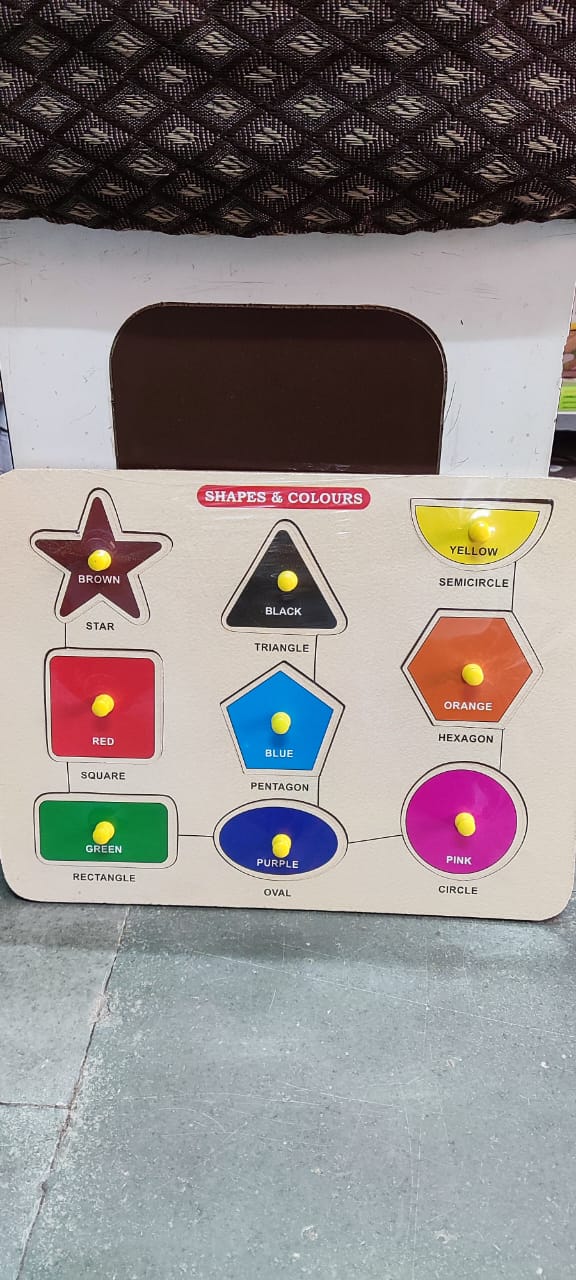 SHAPES & COLOURS
BROWN
STAR
BLACK
TRIANGLE
YELLOW
SEMICIRCLE
RED
SQUARE
BLUE
PENTAGON
ORANGE
HEXAGON
GREEN
RECTANGLE
PURPLE
OVAL
PINK
CIRCLE